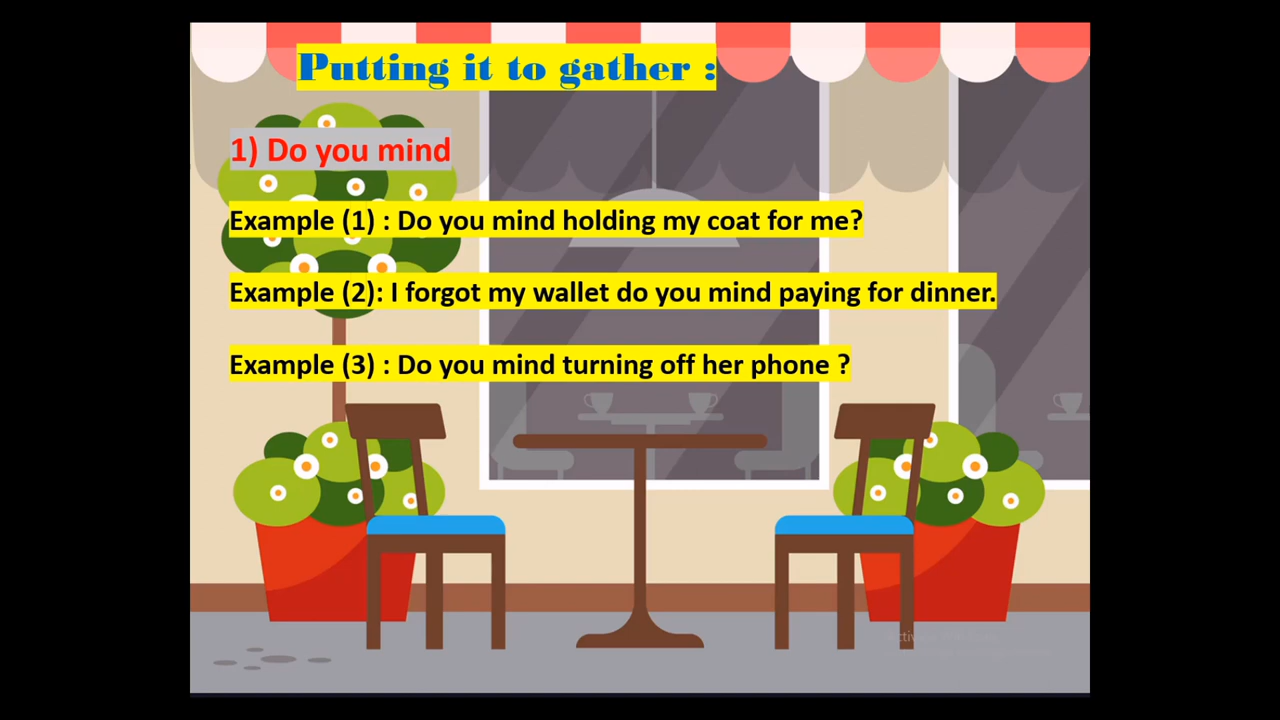 Putting it to gather :
1) Do you mind
Example (1) : Do you mind holding my coat for me?
Example (2): I forgot my wallet do you mind paying for dinner.
Example (3) : Do you mind turning off her phone ?